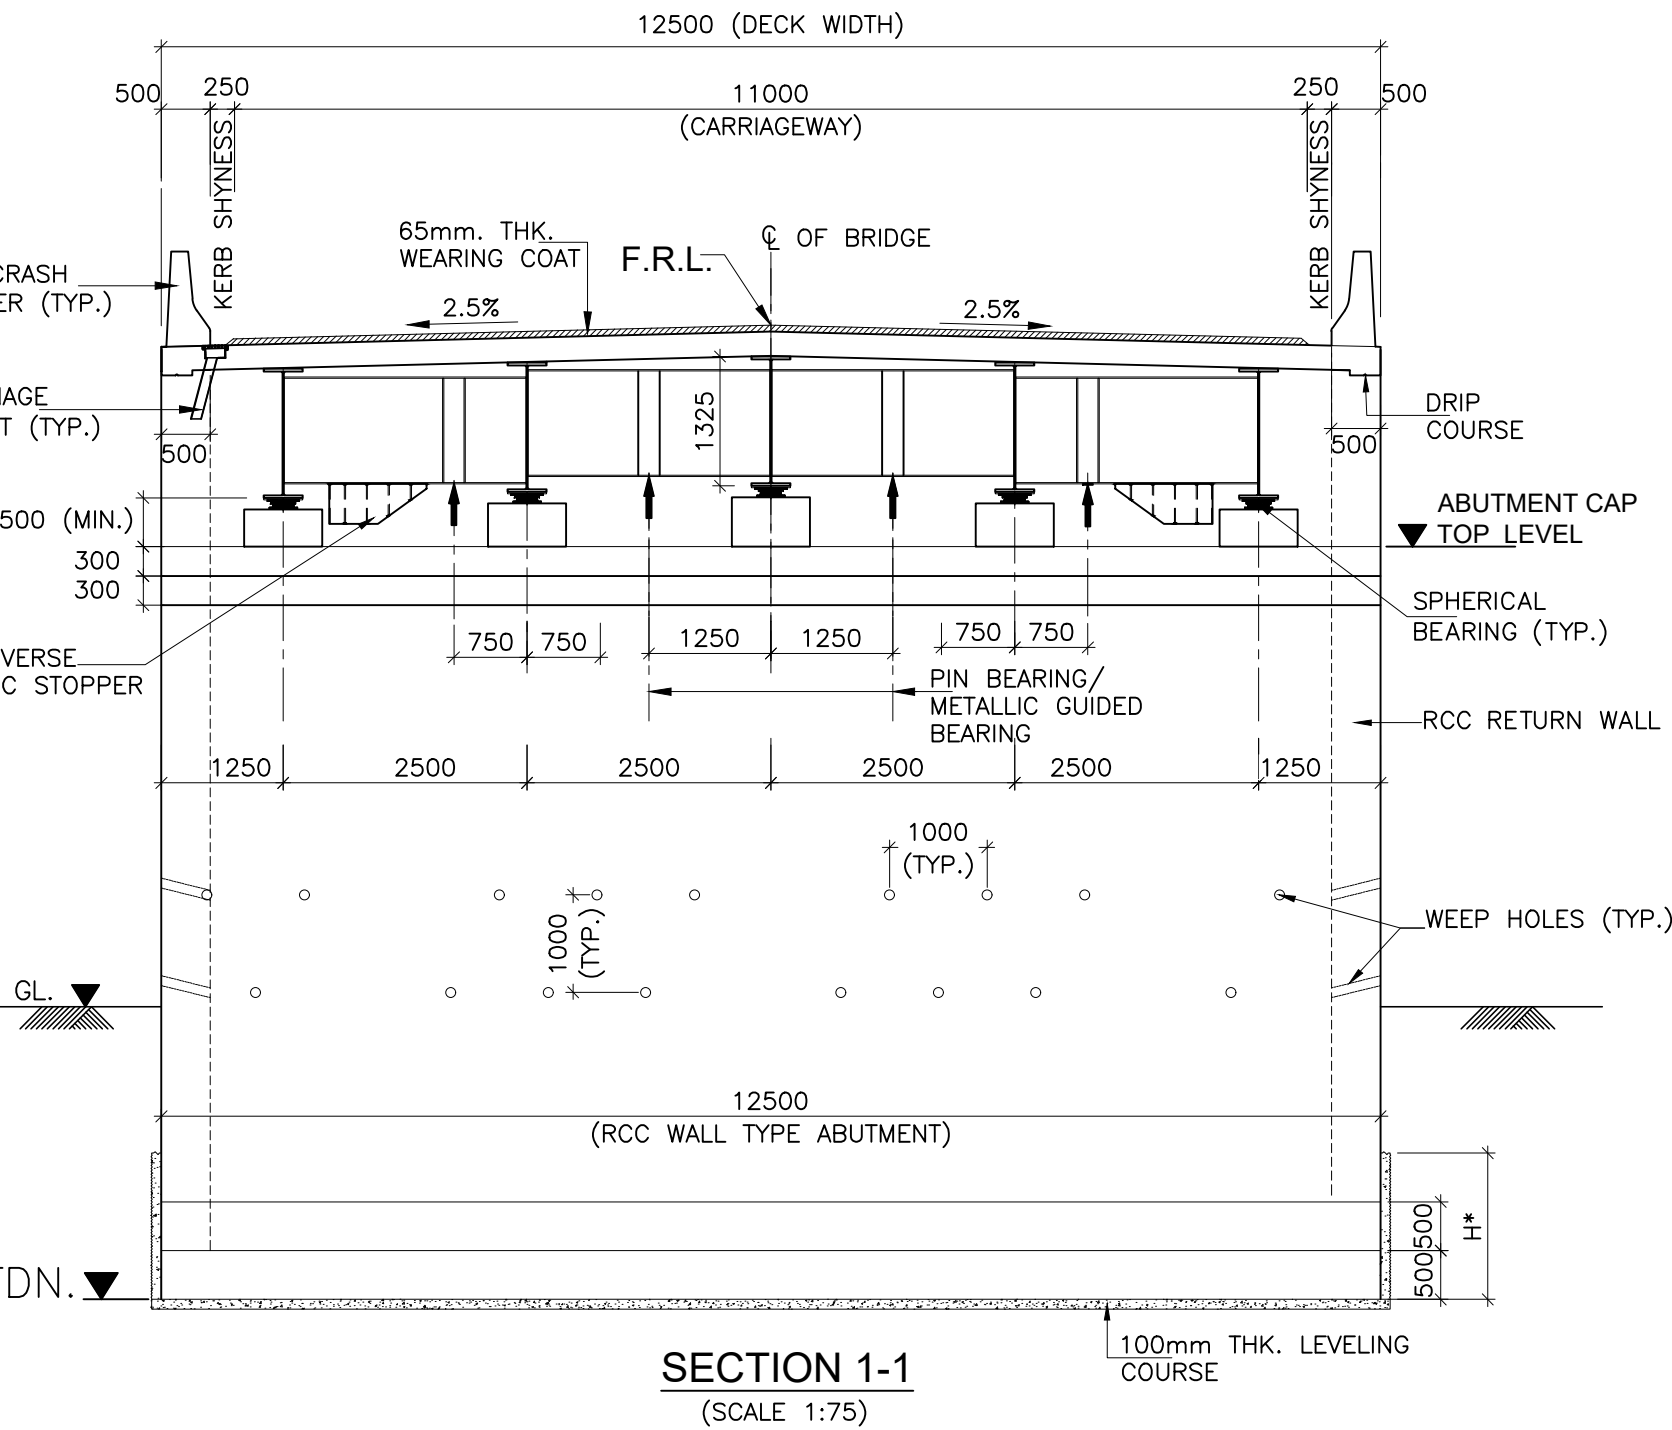 12500 (DECK WIDTH)
500
250
11000
250
500
(CARRIAGEWAY)
KERB SHYNESS
KERB SHYNESS
65mm. THK.
WEARING COAT
F.R.L.
℄ OF BRIDGE
CRASH
ER (TYP.)
2.5%
2.5%
NAGE
T (TYP.)
1325
DRIP
COURSE
500
500
500 (MIN.)
ABUTMENT CAP
TOP LEVEL
300
300
SPHERICAL
BEARING (TYP.)
750
750
1250
1250
750
750
VERSE
C STOPPER
PIN BEARING/
METALLIC GUIDED
BEARING
RCC RETURN WALL
1250
2500
2500
2500
2500
1250
1000
(TYP.)
1000
(TYP.)
WEEP HOLES (TYP.)
GL.
12500
(RCC WALL TYPE ABUTMENT)
500
500
H*
TDN.
100mm THK. LEVELING
COURSE
SECTION 1-1
(SCALE 1:75)